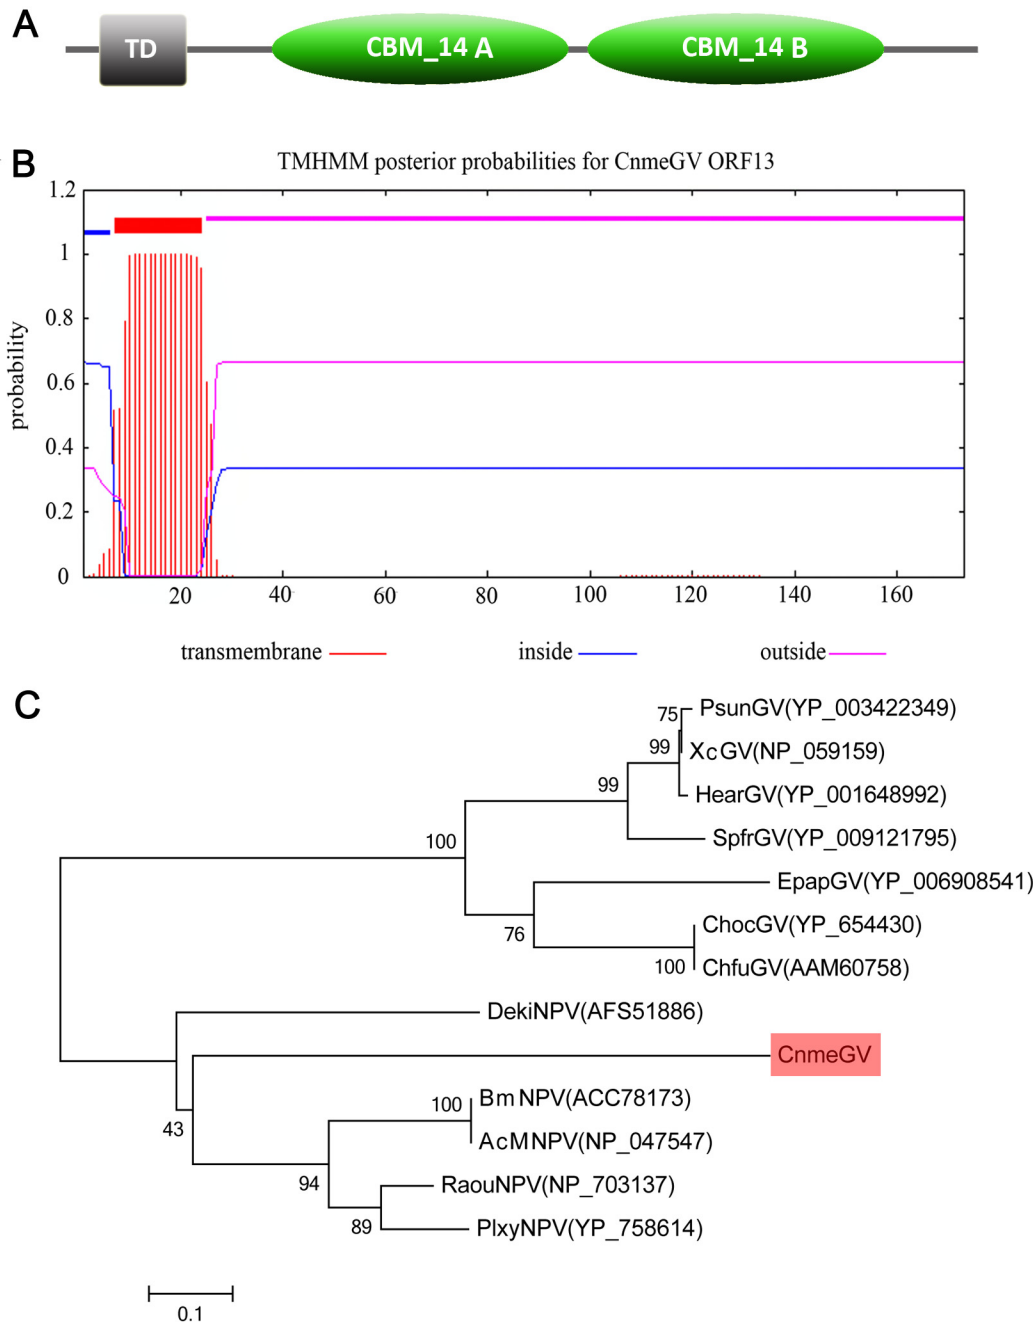 A
TD
CBM_14 A
CBM_14 B
B
TMHMM posterior probabilities for CnmeGV ORF13
1.2
1
0.8
0.6
0.4
0.2
0
probability
20
40
60
80
100
120
140
160
transmembrane
inside
outside
C
75
PsunGV(YP_003422349)
99
XcGV(NP_059159)
99
HearGV(YP_001648992)
SpfrGV(YP_009121795)
100
EpapGV(YP_006908541)
76
ChocGV(YP_654430)
100
ChfuGV(AAM60758)
DekiNPV(AFS51886)
CnmeGV
43
100
BmNPV(ACC78173)
AcMNPV(NP_047547)
94
RaouNPV(NP_703137)
89
PlxyNPV(YP_758614)
0.1